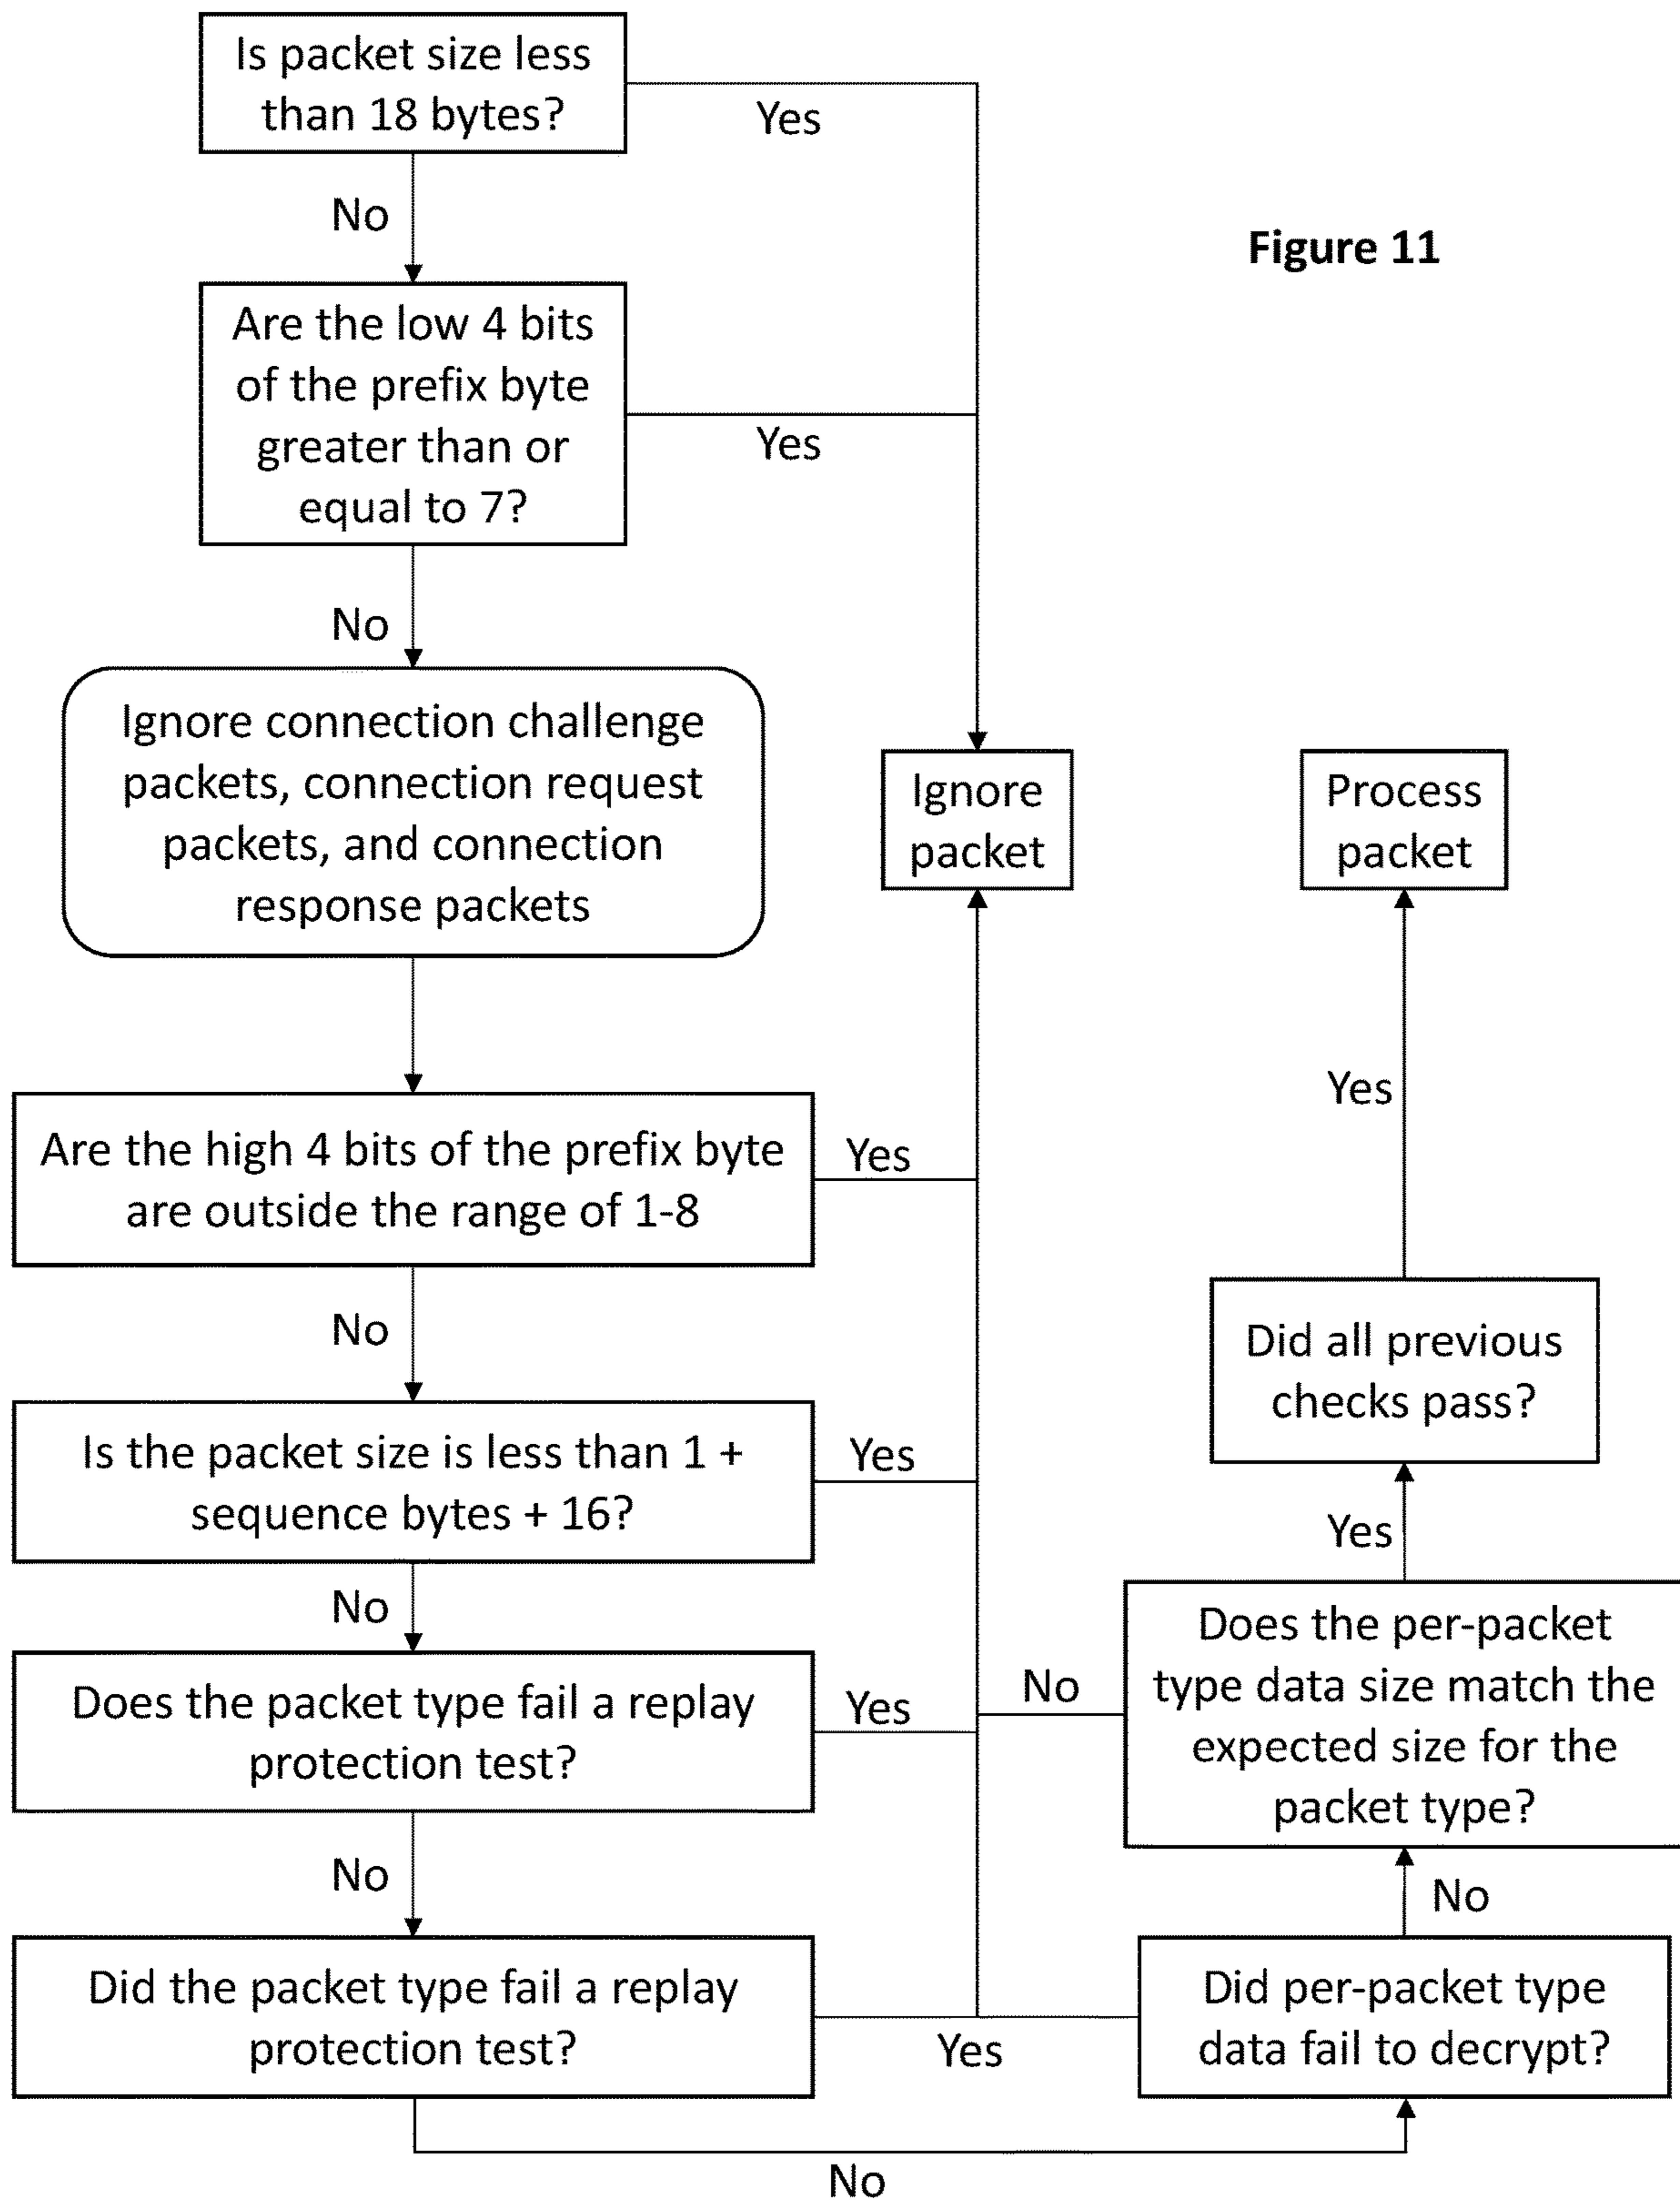 Is packet size less
than 18 bytes?
Yes
No
Figure 11
Are the low 4 bits
of the prefix byte
greater than or
equal to 7?
Yes
No
Ignore connection challenge
packets, connection request
packets, and connection
response packets
Ignore
packet
Process
packet
Are the high 4 bits of the prefix byte
are outside the range of 1-8
Yes
Yes
No
Did all previous
checks pass?
Is the packet size is less than 1 +
sequence bytes + 16?
Yes
Yes
No
Does the packet type fail a replay
protection test?
Yes
No
Does the per-packet
type data size match the
expected size for the
packet type?
No
No
Did the packet type fail a replay
protection test?
Yes
Did per-packet type
data fail to decrypt?
No